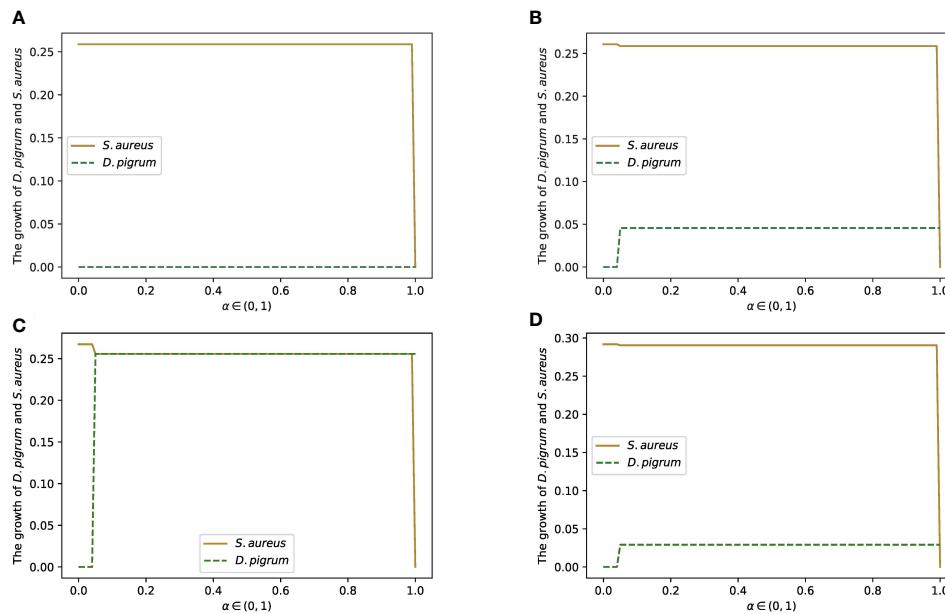 A
The growth of D. pigrum and S. aureus
0.25
0.20
0.15
0.10
0.05
0.00
S. aureus
D. pigrum
0.0 0.2 0.4 0.6 0.8 1.0
α ∈ (0, 1)
B
The growth of D. pigrum and S. aureus
0.25
0.20
0.15
0.10
0.05
0.00
S. aureus
D. pigrum
0.0 0.2 0.4 0.6 0.8 1.0
α ∈ (0, 1)
C
The growth of D. pigrum and S. aureus
0.25
0.20
0.15
0.10
0.05
0.00
S. aureus
D. pigrum
0.0 0.2 0.4 0.6 0.8 1.0
α ∈ (0, 1)
D
The growth of D. pigrum and S. aureus
0.30
0.25
0.20
0.15
0.10
0.05
0.00
S. aureus
D. pigrum
0.0 0.2 0.4 0.6 0.8 1.0
α ∈ (0, 1)